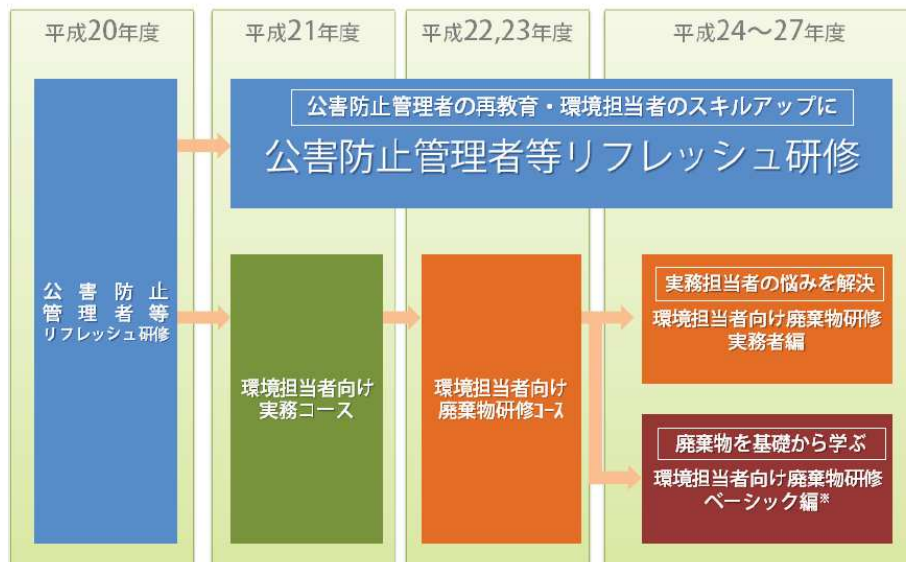 平成20年度
平成21年度
平成22,23年度
平成24〜27年度
公害防止管理者の再教育・環境担当者のスキルアップに
公害防止管理者等リフレッシュ研修
公害防止
管理者等
リフレッシュ研修
環境担当者向け
実務コース
環境担当者向け
廃棄物研修ｺｰｽ
実務担当者の悩みを解決
環境担当者向け廃棄物研修
実務者編
廃棄物を基礎から学ぶ
環境担当者向け廃棄物研修
ベーシック編※